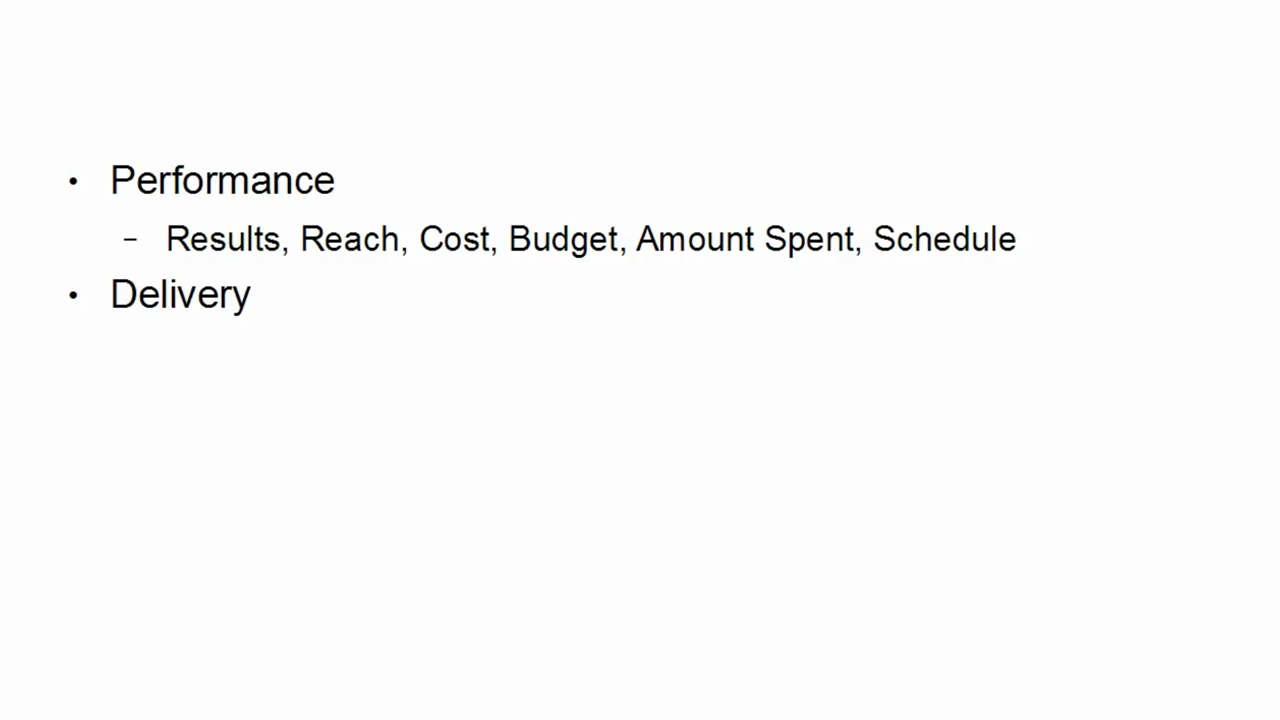 • Performance
– Results, Reach, Cost, Budget, Amount Spent, Schedule
• Delivery